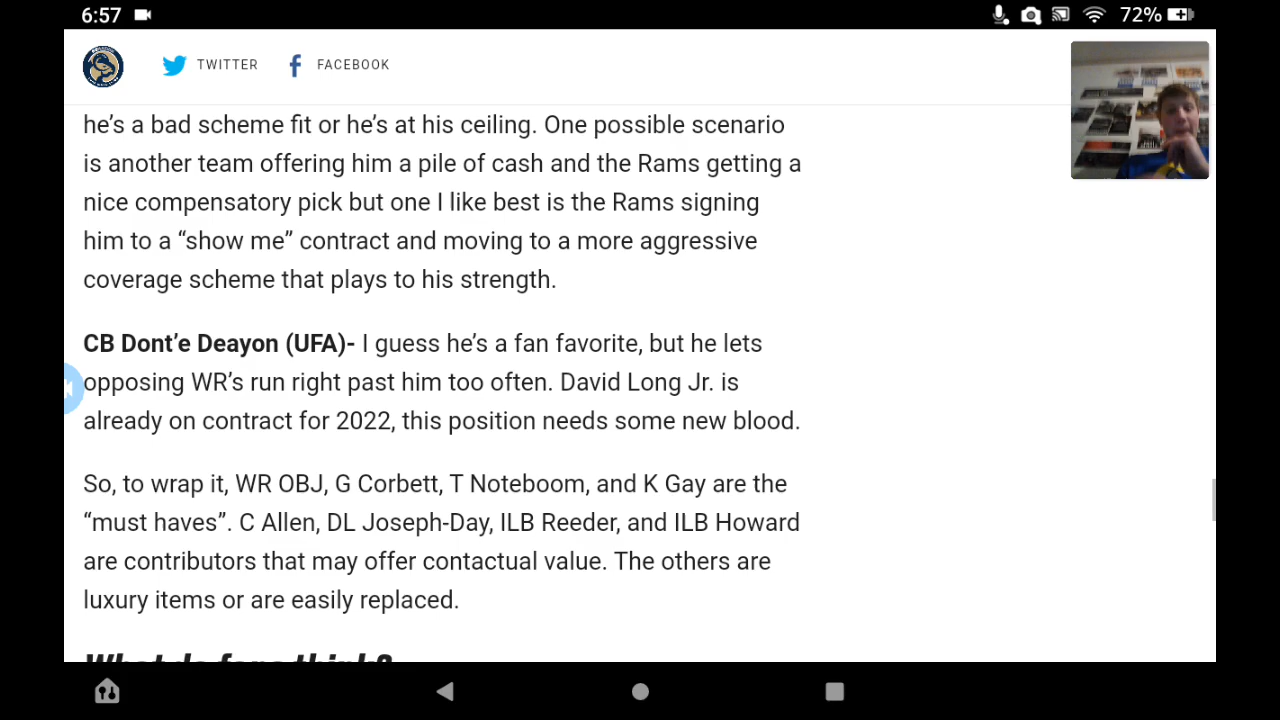 6:57
72%
TWITTER
FACEBOOK
he’s a bad scheme fit or he’s at his ceiling. One possible scenario
is another team offering him a pile of cash and the Rams getting a
nice compensatory pick but one I like best is the Rams signing
him to a “show me” contract and moving to a more aggressive
coverage scheme that plays to his strength.
CB Dont’e Deayon (UFA)- I guess he’s a fan favorite, but he lets
opposing WR’s run right past him too often. David Long Jr. is
already on contract for 2022, this position needs some new blood.
So, to wrap it, WR OBJ, G Corbett, T Noteboom, and K Gay are the
“must haves”. C Allen, DL Joseph-Day, ILB Reeder, and ILB Howard
are contributors that may offer contactual value. The others are
luxury items or are easily replaced.
What do fans think?